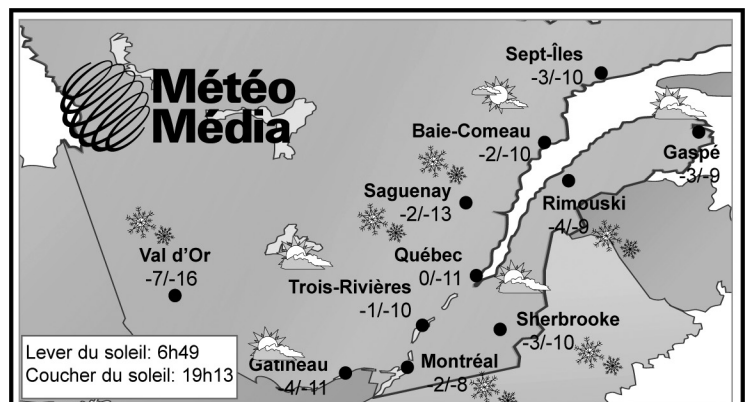 Météo
Média
Sept-Îles
-3/-10
Baie-Comeau
-2/-10
Gaspé
-3/-9
Saguenay
-2/-13
Rimouski
-4/-9
Val d'Or
-7/-16
Québec
0/-11
Trois-Rivières
-1/-10
Sherbrooke
-3/-10
Lever du soleil: 6h49
Coucher du soleil: 19h13
Gatineau
-4/-11
Montréal
-2/-8